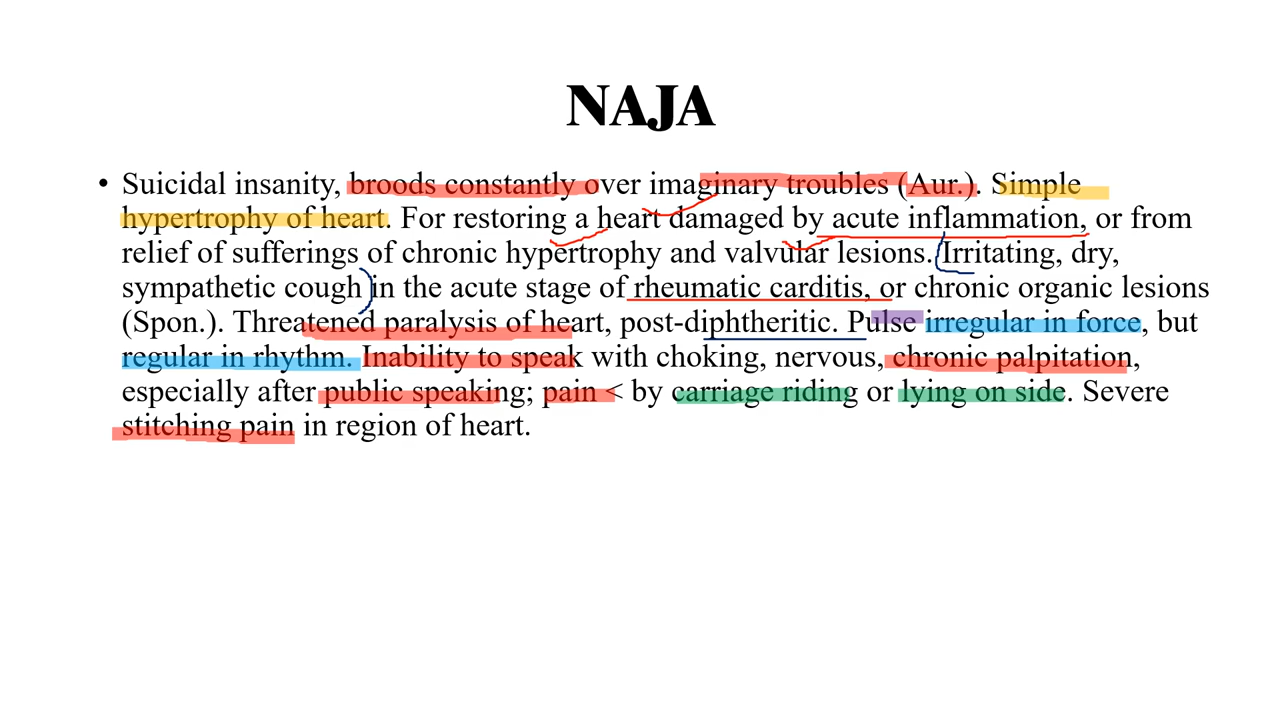 NAJA
• Suicidal insanity, broods constantly over imaginary troubles (Aur.). Simple
hypertrophy of heart. For restoring a heart damaged by acute inflammation, or from
relief of sufferings of chronic hypertrophy and valvular lesions. Irritating, dry,
sympathetic cough in the acute stage of rheumatic carditis, or chronic organic lesions
(Spon.). Threatened paralysis of heart, post-diphtheritic. Pulse irregular in force, but
regular in rhythm. Inability to speak with choking, nervous, chronic palpitation,
especially after public speaking; pain < by carriage riding or lying on side. Severe
stitching pain in region of heart.